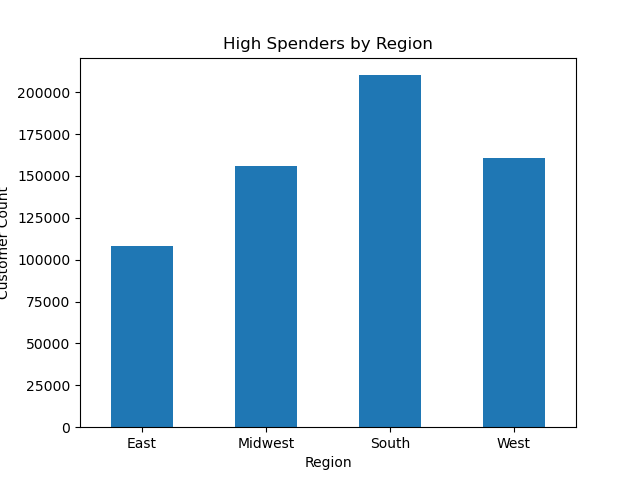 High Spenders by Region
Customer Count
200000
175000
150000
125000
100000
75000
50000
25000
0
East Midwest South West
Region